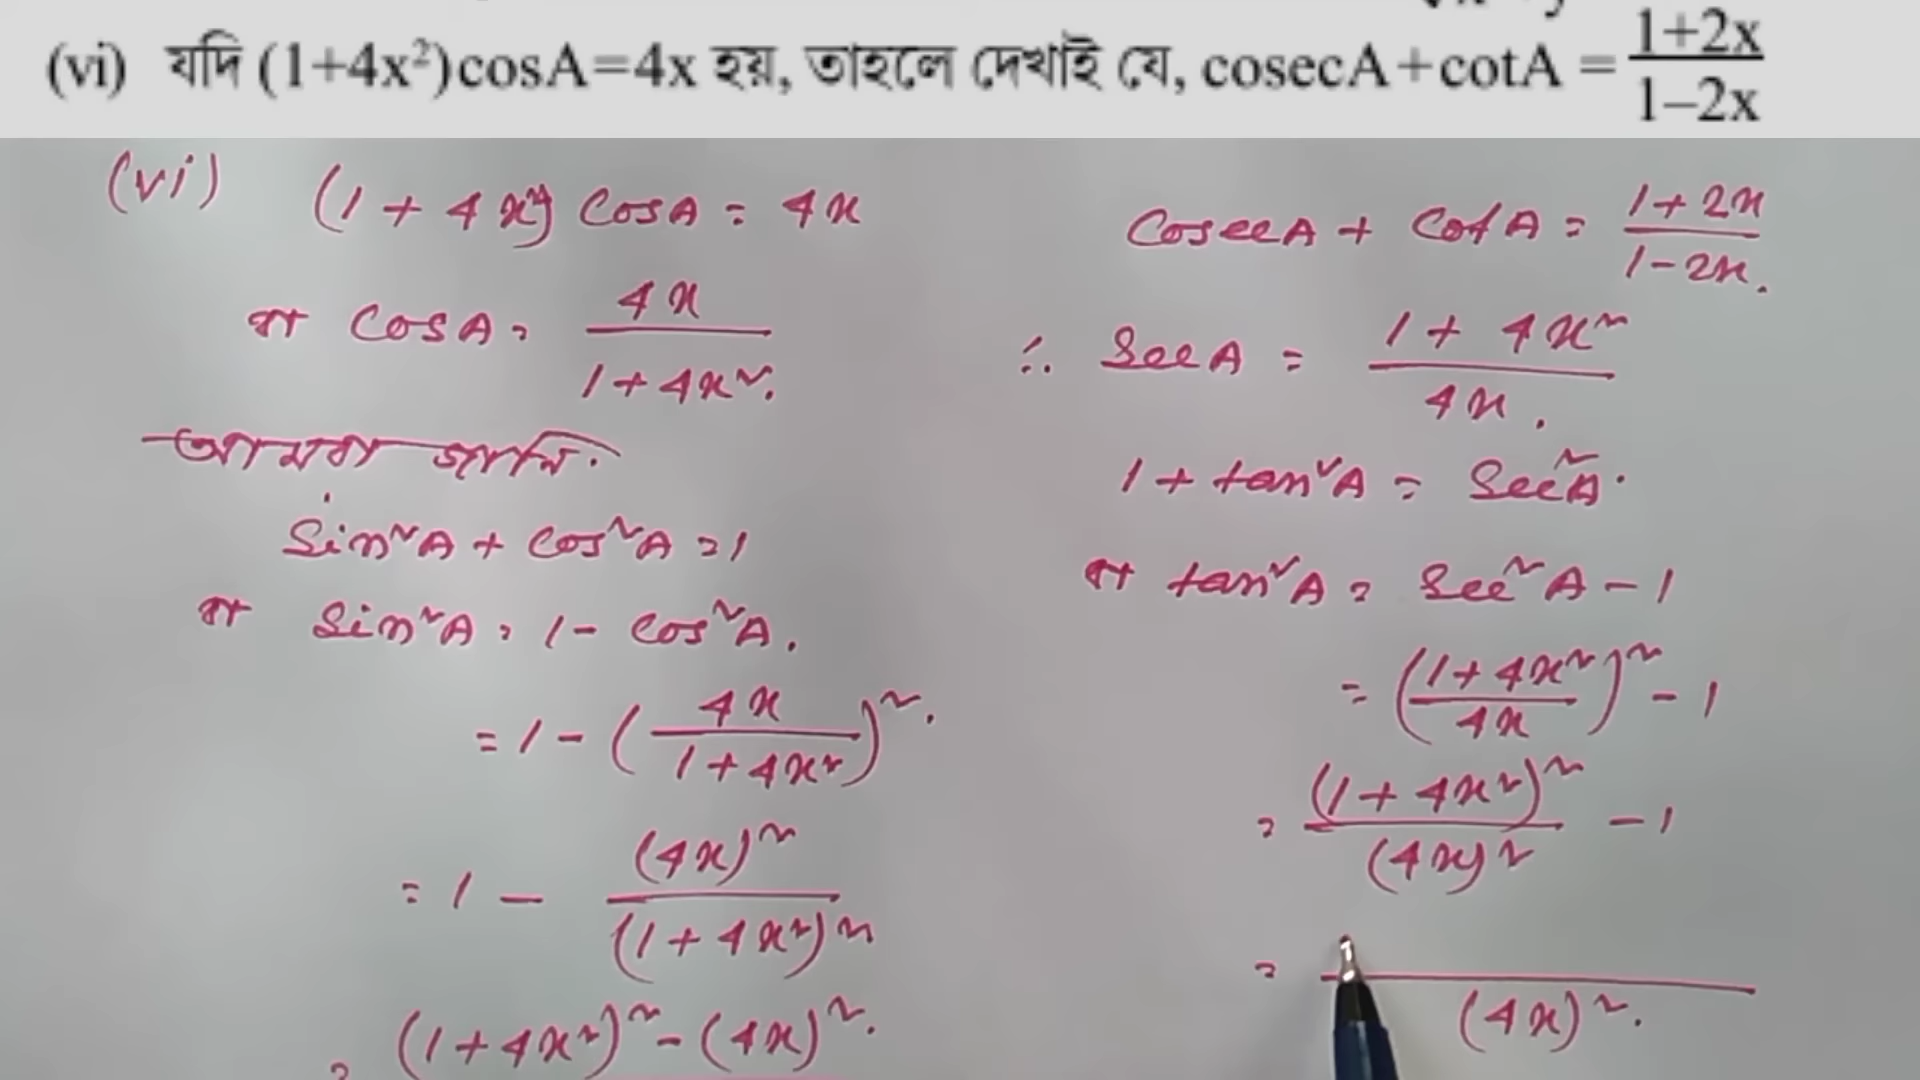 (vi) যদি (1+4x²)cosA=4x হয়, তাহলে দেখাই যে, cosecA+cotA = 1+2x / 1–2x
(vi) (1 + 4x²) cosA = 4x
বা cosA = 4x / 1 + 4x².
আমরা জানি.
Sin²A + Cos²A = 1
বা Sin²A = 1 - Cos²A.
= 1 - (4x / 1 + 4x²)².
= 1 - (4x)² / (1 + 4x²)²
= (1 + 4x²)² - (4x)².
CosecA + CotA = 1 + 2x / 1 - 2x.
∴ SecA = 1 + 4x² / 4x.
1 + tan²A = Sec²A.
বা tan²A = Sec²A - 1
= (1 + 4x² / 4x)² - 1
= (1 + 4x²)² / (4x)² - 1
= / (4x)².